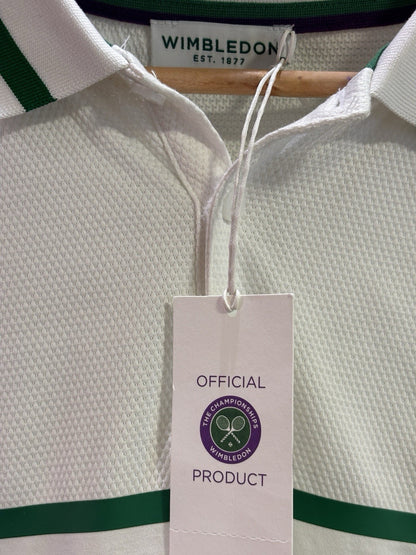 WIMBLEDON
EST. 1877
OFFICIAL
THE CHAMPIONSHIPS
WIMBLEDON
PRODUCT